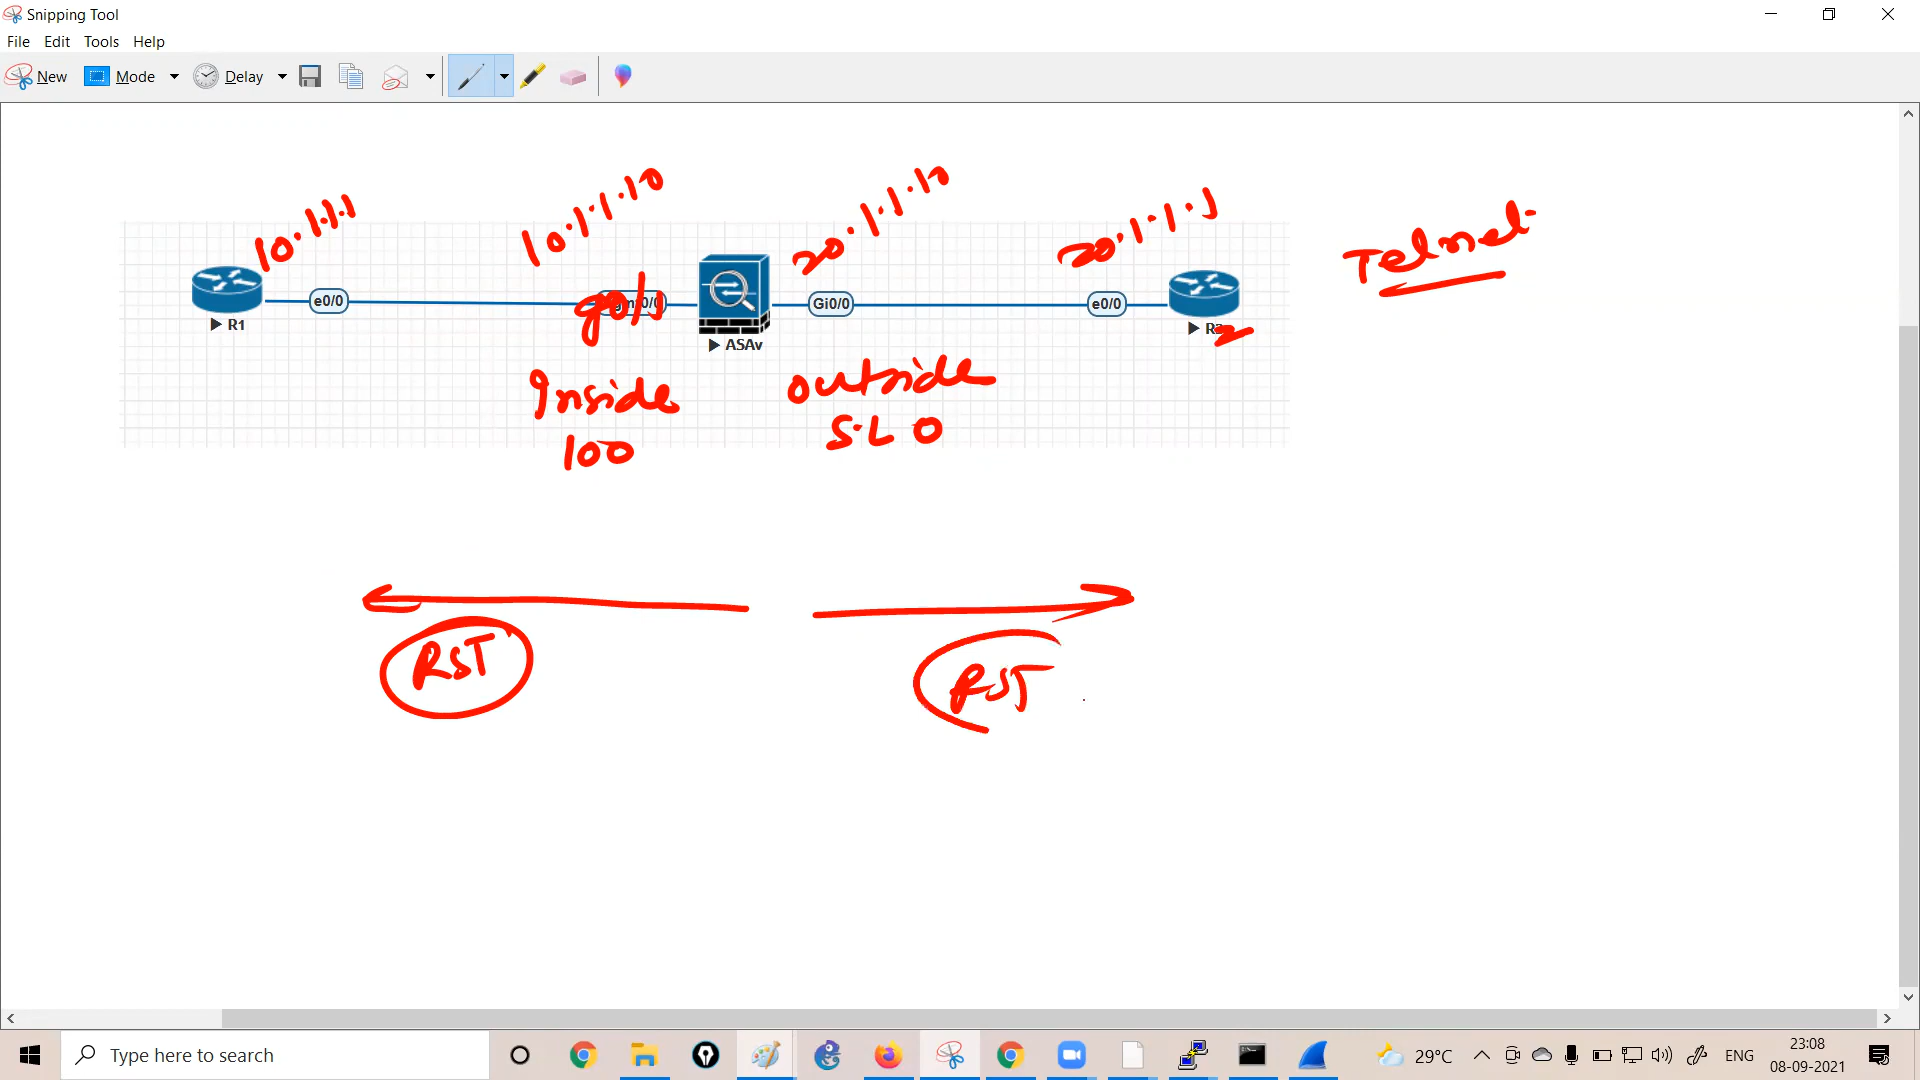 Snipping Tool
File Edit Tools Help
New Mode Delay
10.1.1.1 10.1.1.10 20.1.1.10 20.1.1.1 Telnet
e0/0 g0/1 Gi0/0 e0/0
R1 ASAv R2
Inside outside
100 S.L 0
RST RST
Type here to search
29°C ENG
23:08
08-09-2021